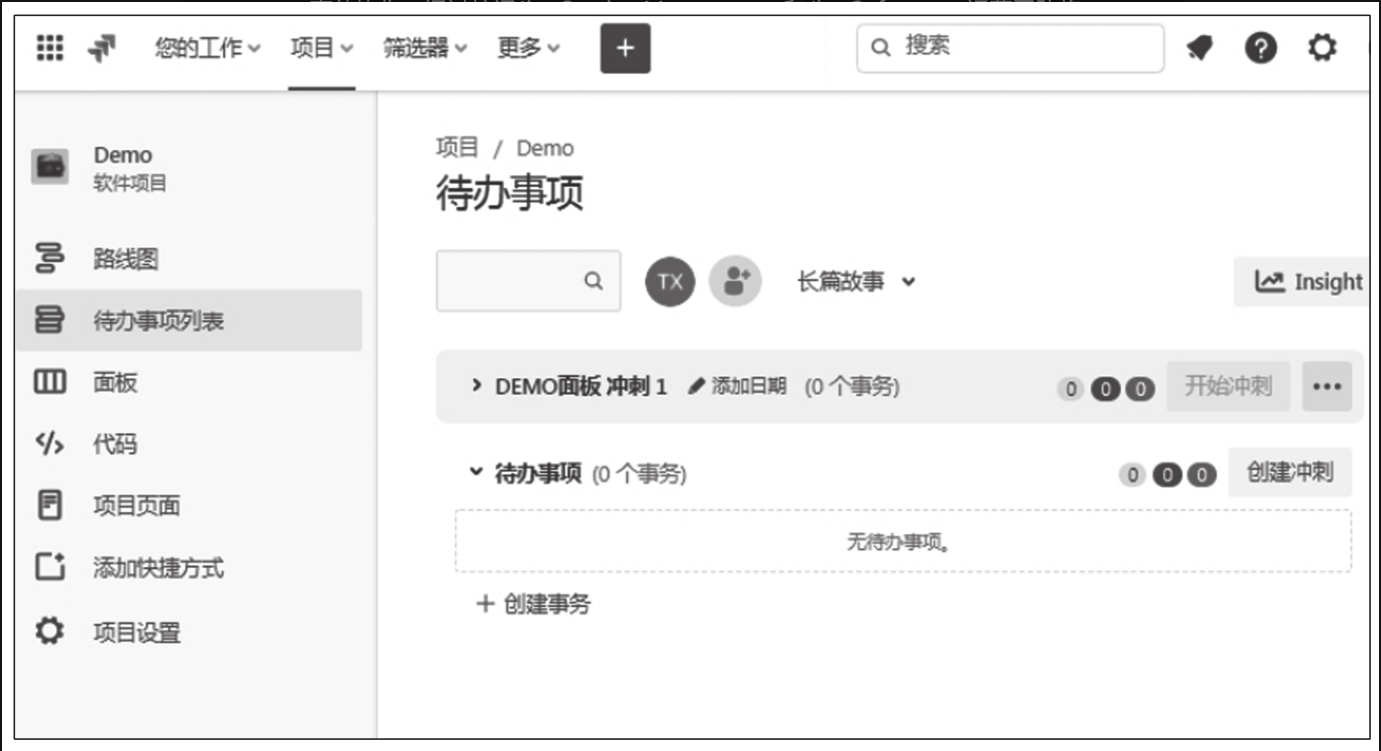 您的工作 项目 筛选器 更多 + 搜索
Demo
软件项目
路线图
待办事项列表
面板
代码
项目页面
添加快捷方式
项目设置
项目 / Demo
待办事项
TX 长篇故事 Insight
DEMO面板 冲刺 1 添加日期 (0 个事务) 0 0 0 开始冲刺
待办事项 (0 个事务) 0 0 0 创建冲刺
无待办事项。
+ 创建事务